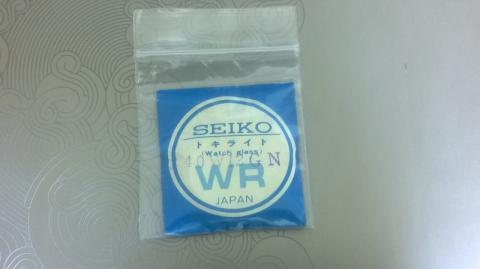 SEIKO
トキライト
(Watch glass)
WR
JAPAN